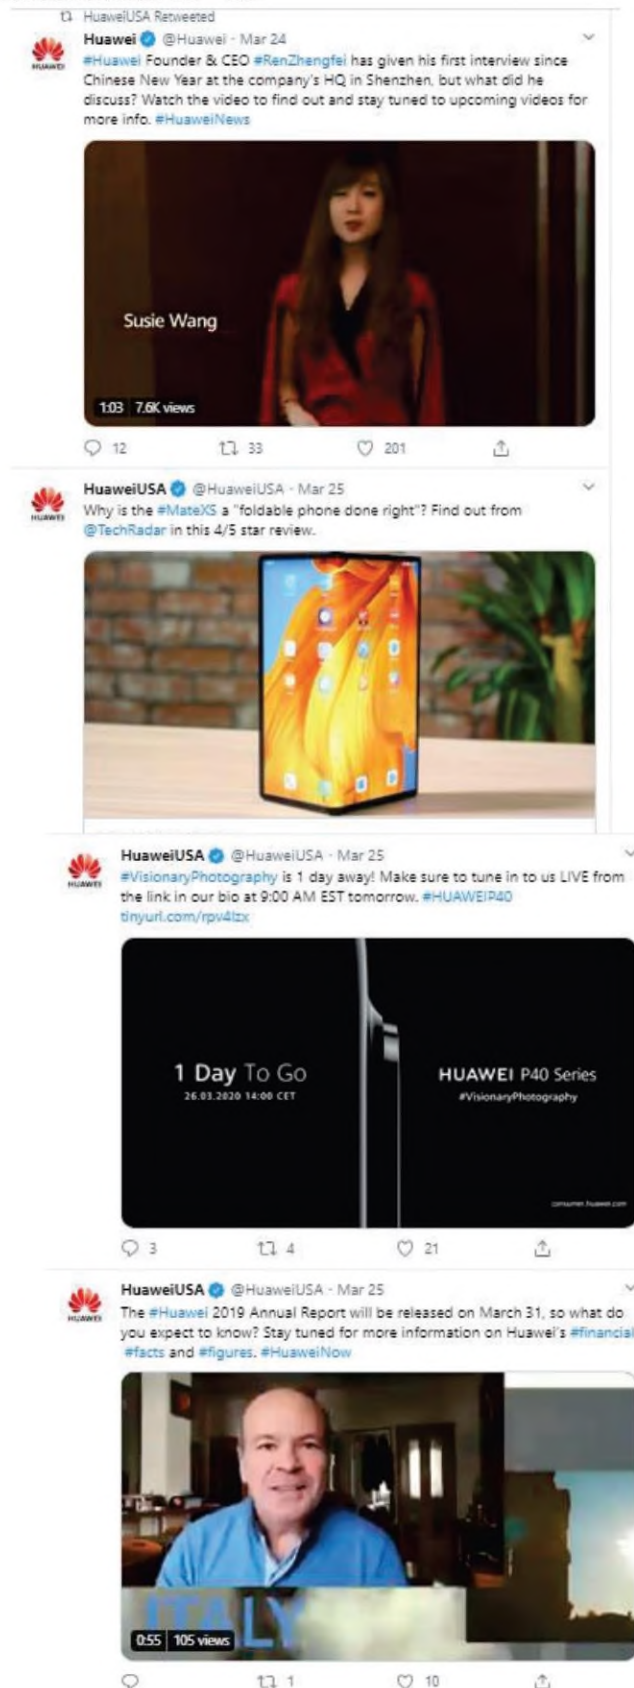 HuaweiUSA Retweeted
Huawei @Huawei · Mar 24
HUAWEI
#Huawei Founder & CEO #RenZhengfei has given his first interview since
Chinese New Year at the company's HQ in Shenzhen, but what did he
discuss? Watch the video to find out and stay tuned to upcoming videos for
more info. #HuaweiNews
Susie Wang
1:03 7.6K views
12 33 201
HuaweiUSA @HuaweiUSA · Mar 25
HUAWEI
Why is the #MateXS a "foldable phone done right"? Find out from
@TechRadar in this 4/5 star review.
HuaweiUSA @HuaweiUSA · Mar 25
HUAWEI
#VisionaryPhotography is 1 day away! Make sure to tune in to us LIVE from
the link in our bio at 9:00 AM EST tomorrow. #HUAWEIP40
tinyurl.com/rpv4lzx
1 Day To Go
26.03.2020 14:00 CET
HUAWEI P40 Series
#VisionaryPhotography
consumer.huawei.com
3 4 21
HuaweiUSA @HuaweiUSA · Mar 25
HUAWEI
The #Huawei 2019 Annual Report will be released on March 31, so what do
you expect to know? Stay tuned for more information on Huawei's #financial
#facts and #figures. #HuaweiNow
ITALY
0:55 105 views
1 10